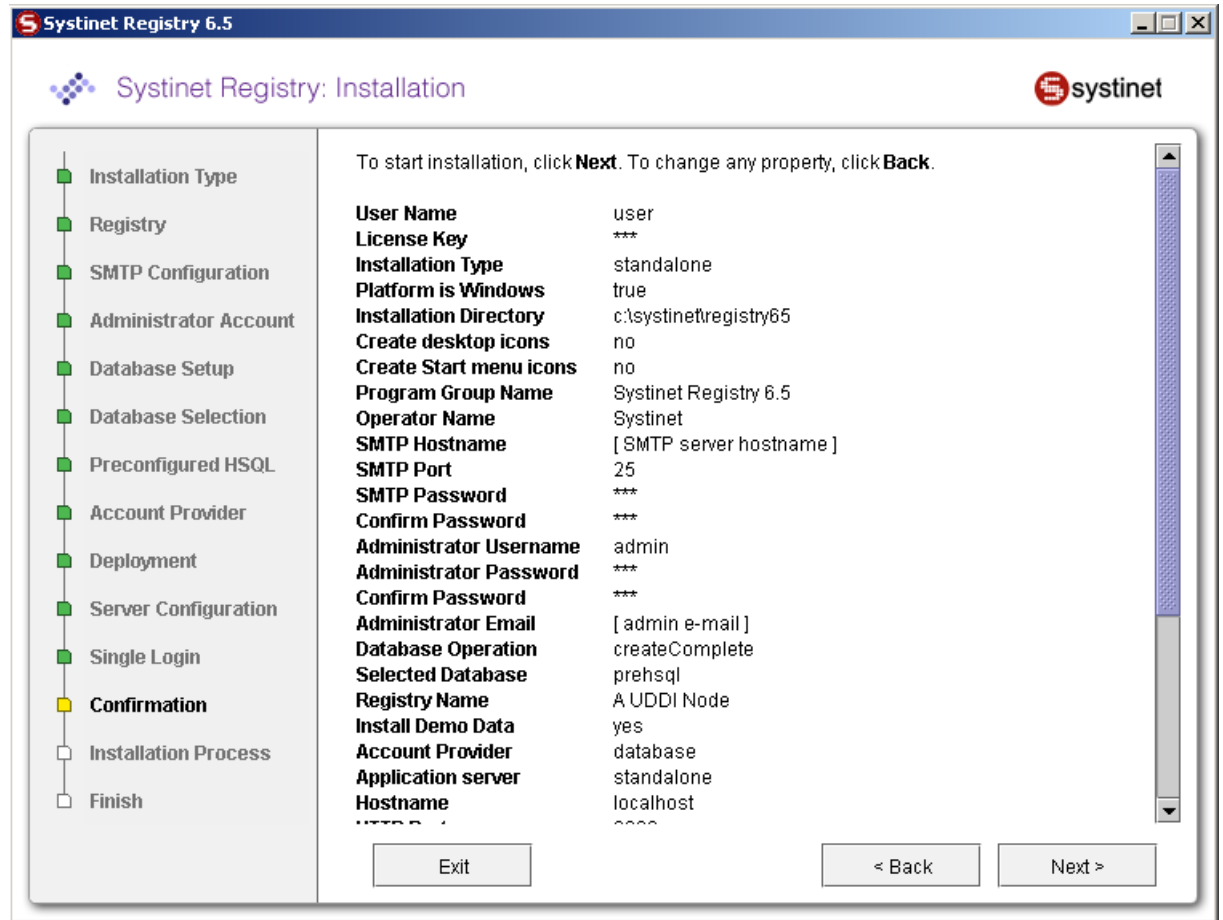 Systinet Registry 6.5
Systinet Registry: Installation
systinet
Installation Type
Registry
SMTP Configuration
Administrator Account
Database Setup
Database Selection
Preconfigured HSQL
Account Provider
Deployment
Server Configuration
Single Login
Confirmation
Installation Process
Finish
To start installation, click Next. To change any property, click Back.
User Name user
License Key ***
Installation Type standalone
Platform is Windows true
Installation Directory c:\systinet\registry65
Create desktop icons no
Create Start menu icons no
Program Group Name Systinet Registry 6.5
Operator Name Systinet
SMTP Hostname [ SMTP server hostname ]
SMTP Port 25
SMTP Password ***
Confirm Password ***
Administrator Username admin
Administrator Password ***
Confirm Password ***
Administrator Email [ admin e-mail ]
Database Operation createComplete
Selected Database prehsql
Registry Name A UDDI Node
Install Demo Data yes
Account Provider database
Application server standalone
Hostname localhost
Exit
< Back
Next >